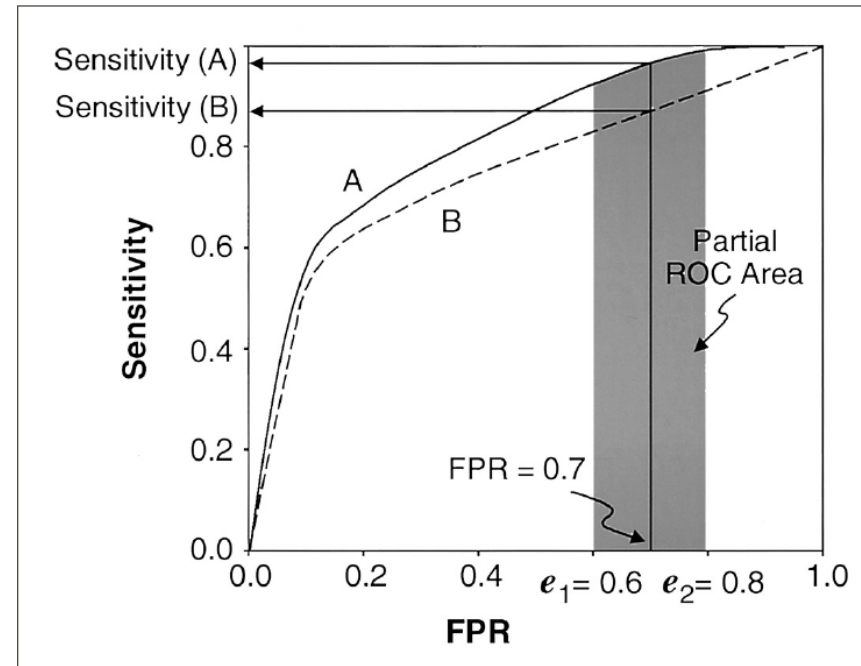 Sensitivity (A)
Sensitivity (B)
0.8
0.6
0.4
0.2
0.0
Sensitivity
A
B
Partial
ROC Area
FPR = 0.7
0.0 0.2 0.4 e1= 0.6 e2= 0.8 1.0
FPR